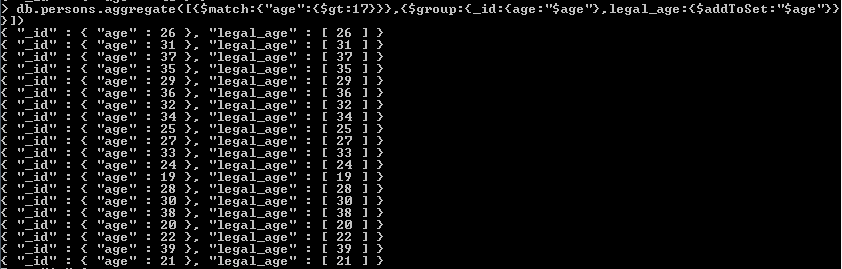 > db.persons.aggregate([{$match:{"age":{$gt:17}}},{$group:{_id:{age:"$age"},legal_age:{$addToSet:"$age"}}
}])
{ "_id" : { "age" : 26 }, "legal_age" : [ 26 ] }
{ "_id" : { "age" : 31 }, "legal_age" : [ 31 ] }
{ "_id" : { "age" : 37 }, "legal_age" : [ 37 ] }
{ "_id" : { "age" : 35 }, "legal_age" : [ 35 ] }
{ "_id" : { "age" : 29 }, "legal_age" : [ 29 ] }
{ "_id" : { "age" : 36 }, "legal_age" : [ 36 ] }
{ "_id" : { "age" : 32 }, "legal_age" : [ 32 ] }
{ "_id" : { "age" : 34 }, "legal_age" : [ 34 ] }
{ "_id" : { "age" : 25 }, "legal_age" : [ 25 ] }
{ "_id" : { "age" : 27 }, "legal_age" : [ 27 ] }
{ "_id" : { "age" : 33 }, "legal_age" : [ 33 ] }
{ "_id" : { "age" : 24 }, "legal_age" : [ 24 ] }
{ "_id" : { "age" : 19 }, "legal_age" : [ 19 ] }
{ "_id" : { "age" : 28 }, "legal_age" : [ 28 ] }
{ "_id" : { "age" : 30 }, "legal_age" : [ 30 ] }
{ "_id" : { "age" : 38 }, "legal_age" : [ 38 ] }
{ "_id" : { "age" : 20 }, "legal_age" : [ 20 ] }
{ "_id" : { "age" : 22 }, "legal_age" : [ 22 ] }
{ "_id" : { "age" : 39 }, "legal_age" : [ 39 ] }
{ "_id" : { "age" : 21 }, "legal_age" : [ 21 ] }